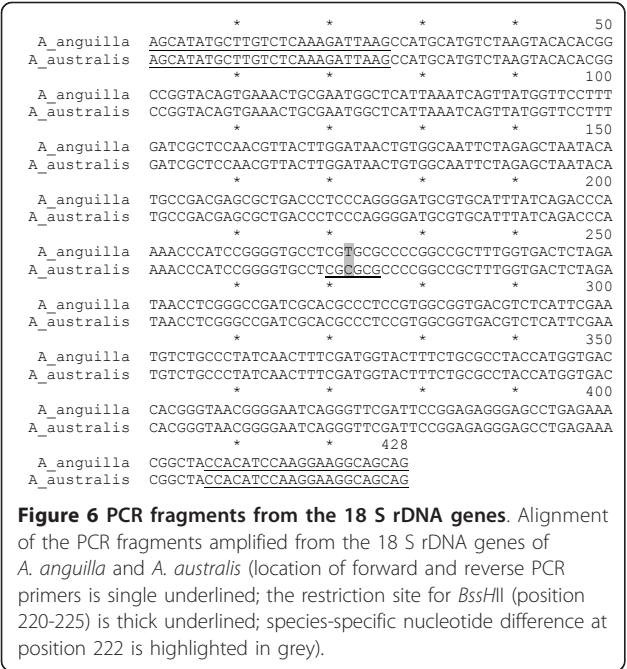 * * * * 50
A_anguilla AGCATATGCTTGTCTCAAAGATTAAGCCATGCATGTCTAAGTACACACGG
A_australis AGCATATGCTTGTCTCAAAGATTAAGCCATGCATGTCTAAGTACACACGG
* * * * 100
A_anguilla CCGGTACAGTGAAACTGCGAATGGCTCATTAAATCAGTTATGGTTCCTTT
A_australis CCGGTACAGTGAAACTGCGAATGGCTCATTAAATCAGTTATGGTTCCTTT
* * * * 150
A_anguilla GATCGCTCCAACGTTACTTGGATAACTGTGGCAATTCTAGAGCTAATACA
A_australis GATCGCTCCAACGTTACTTGGATAACTGTGGCAATTCTAGAGCTAATACA
* * * * 200
A_anguilla TGCCGACGAGCGCTGACCCTCCCAGGGGATGCGTGCATTTATCAGACCCA
A_australis TGCCGACGAGCGCTGACCCTCCCAGGGGATGCGTGCATTTATCAGACCCA
* * * * 250
A_anguilla AAACCCATCCGGGGTGCCTCGTGCGCCCCGGCCGCTTTGGTGACTCTAGA
A_australis AAACCCATCCGGGGTGCCTCGCGCGCCCCGGCCGCTTTGGTGACTCTAGA
* * * * 300
A_anguilla TAACCTCGGGCCGATCGCACGCCCTCCGTGGCGGTGACGTCTCATTCGAA
A_australis TAACCTCGGGCCGATCGCACGCCCTCCGTGGCGGTGACGTCTCATTCGAA
* * * * 350
A_anguilla TGTCTGCCCTATCAACTTTCGATGGTACTTTCTGCGCCTACCATGGTGAC
A_australis TGTCTGCCCTATCAACTTTCGATGGTACTTTCTGCGCCTACCATGGTGAC
* * * * 400
A_anguilla CACGGGTAACGGGGAATCAGGGTTCGATTCCGGAGAGGGAGCCTGAGAAA
A_australis CACGGGTAACGGGGAATCAGGGTTCGATTCCGGAGAGGGAGCCTGAGAAA
* * 428
A_anguilla CGGCTACCACATCCAAGGAAGGCAGCAG
A_australis CGGCTACCACATCCAAGGAAGGCAGCAG
Figure 6 PCR fragments from the 18 S rDNA genes. Alignment
of the PCR fragments amplified from the 18 S rDNA genes of
A. anguilla and A. australis (location of forward and reverse PCR
primers is single underlined; the restriction site for BssHII (position
220-225) is thick underlined; species-specific nucleotide difference at
position 222 is highlighted in grey).